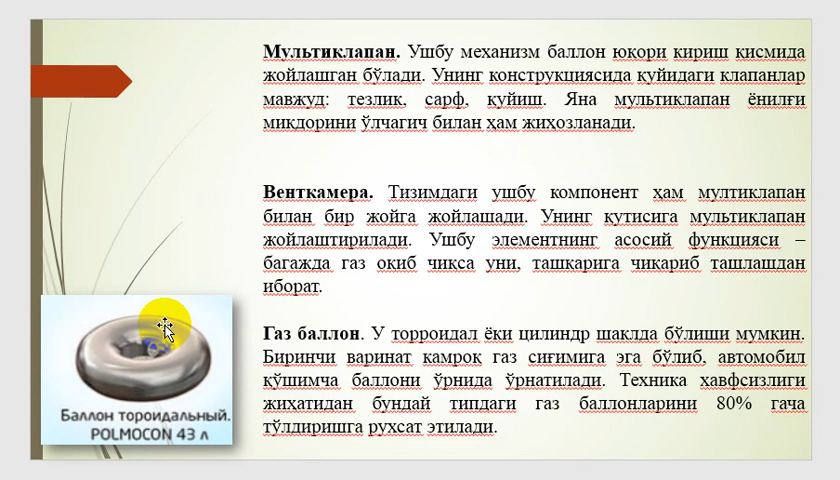 Мультиклапан. Ушбу механизм баллон юқори кириш қисмида
жойлашган бўлади. Унинг конструкциясида қуйидаги клапанлар
мавжуд: тезлик, сарф, қуйиш. Яна мультиклапан ёнилғи
миқдорини ўлчагич билан ҳам жиҳозланади.
Венткамера. Тизимдаги ушбу компонент ҳам мултиклапан
билан бир жойга жойлашади. Унинг қутисига мультиклапан
жойлаштирилади. Ушбу элементнинг асосий функцияси –
багажда газ оқиб чикса уни, ташкарига чиқариб ташлашдан
иборат.
Газ баллон. У торроидал ёки цилиндр шаклда бўлиши мумкин.
Биринчи варинат қамроқ газ сиғимига эга бўлиб, автомобил
қўшимча баллони ўрнида ўрнатилади. Техника хавфсизлиги
жиҳатидан бундай типдаги газ баллонларини 80% гача
тўлдиришга рухсат этилади.
Баллон тороидальный.
POLMOCON 43 л